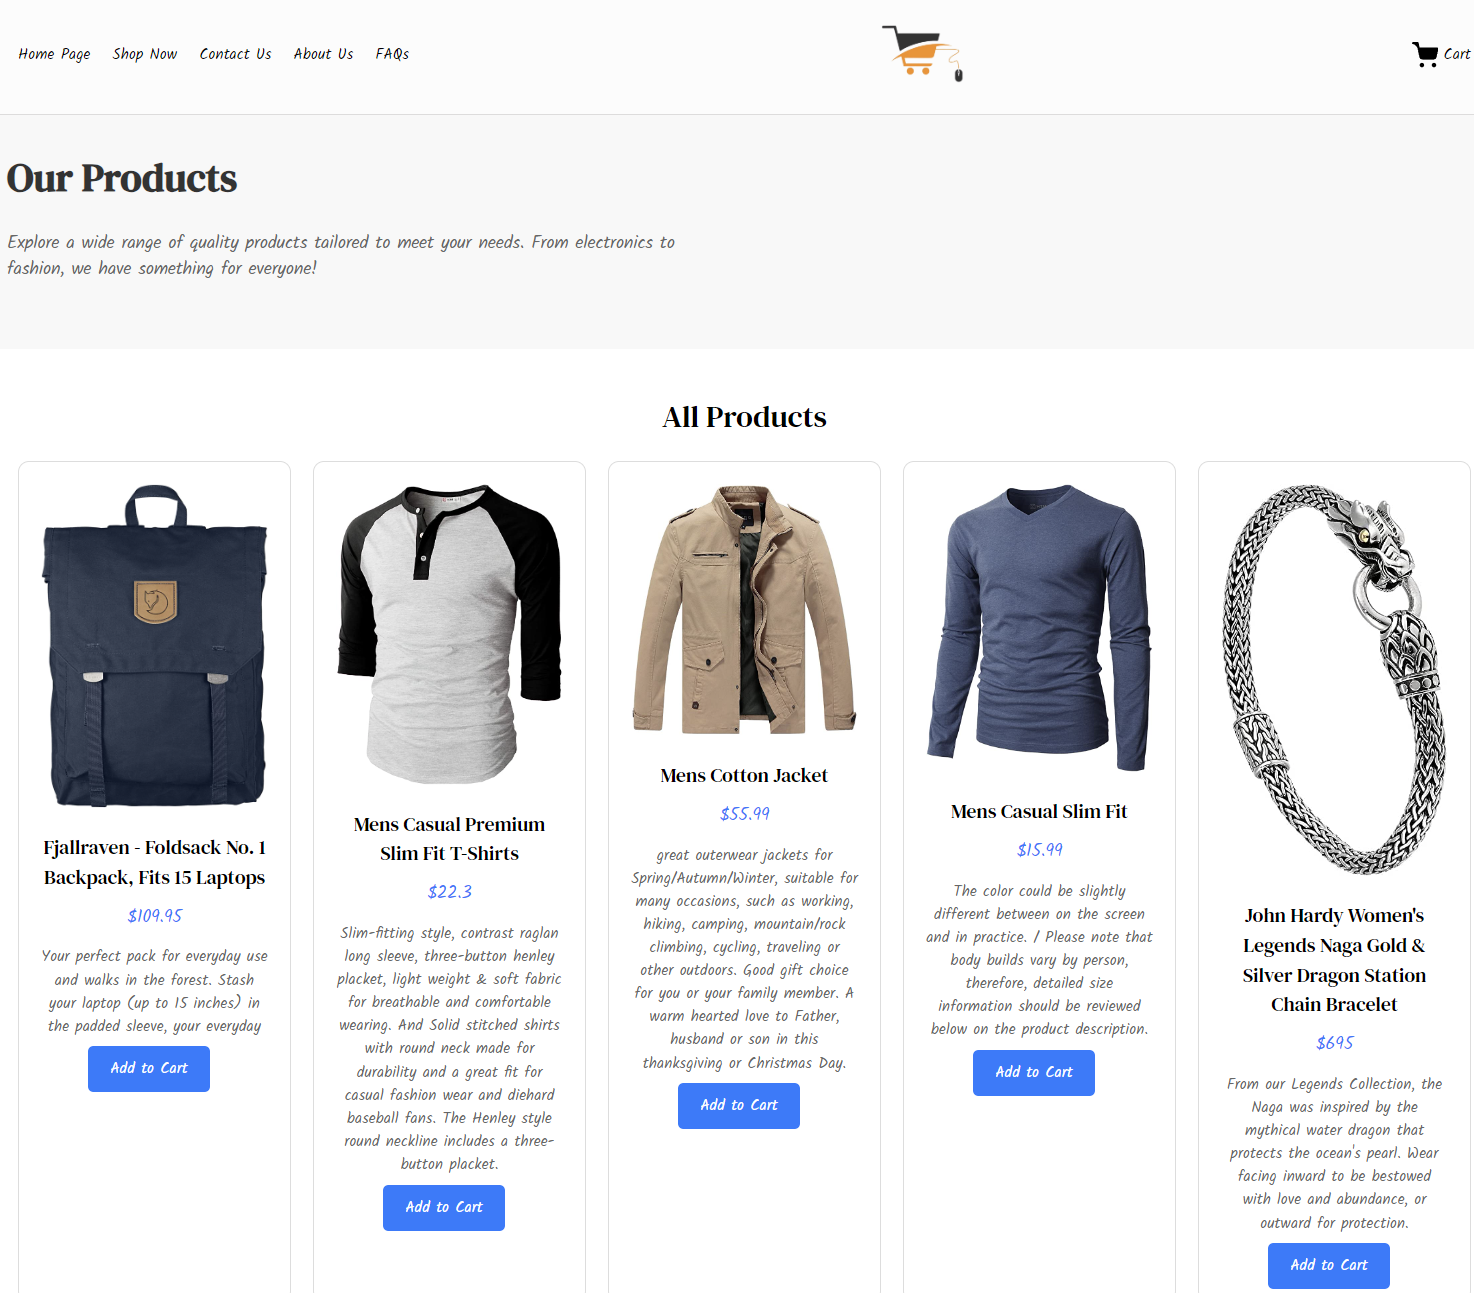 Home Page Shop Now Contact Us About Us FAQs Cart
Our Products
Explore a wide range of quality products tailored to meet your needs. From electronics to
fashion, we have something for everyone!
All Products
Fjallraven - Foldsack No. 1
Backpack, Fits 15 Laptops
$109.95
Your perfect pack for everyday use
and walks in the forest. Stash
your laptop (up to 15 inches) in
the padded sleeve, your everyday
Add to Cart
Mens Casual Premium
Slim Fit T-Shirts
$22.3
Slim-fitting style, contrast raglan
long sleeve, three-button henley
placket, light weight & soft fabric
for breathable and comfortable
wearing. And Solid stitched shirts
with round neck made for
durability and a great fit for
casual fashion wear and diehard
baseball fans. The Henley style
round neckline includes a three-
button placket.
Add to Cart
Mens Cotton Jacket
$55.99
great outerwear jackets for
Spring/Autumn/Winter, suitable for
many occasions, such as working,
hiking, camping, mountain/rock
climbing, cycling, traveling or
other outdoors. Good gift choice
for you or your family member. A
warm hearted love to Father,
husband or son in this
thanksgiving or Christmas Day.
Add to Cart
Mens Casual Slim Fit
$15.99
The color could be slightly
different between on the screen
and in practice. / Please note that
body builds vary by person,
therefore, detailed size
information should be reviewed
below on the product description.
Add to Cart
John Hardy Women's
Legends Naga Gold &
Silver Dragon Station
Chain Bracelet
$695
From our Legends Collection, the
Naga was inspired by the
mythical water dragon that
protects the ocean's pearl. Wear
facing inward to be bestowed
with love and abundance, or
outward for protection.
Add to Cart